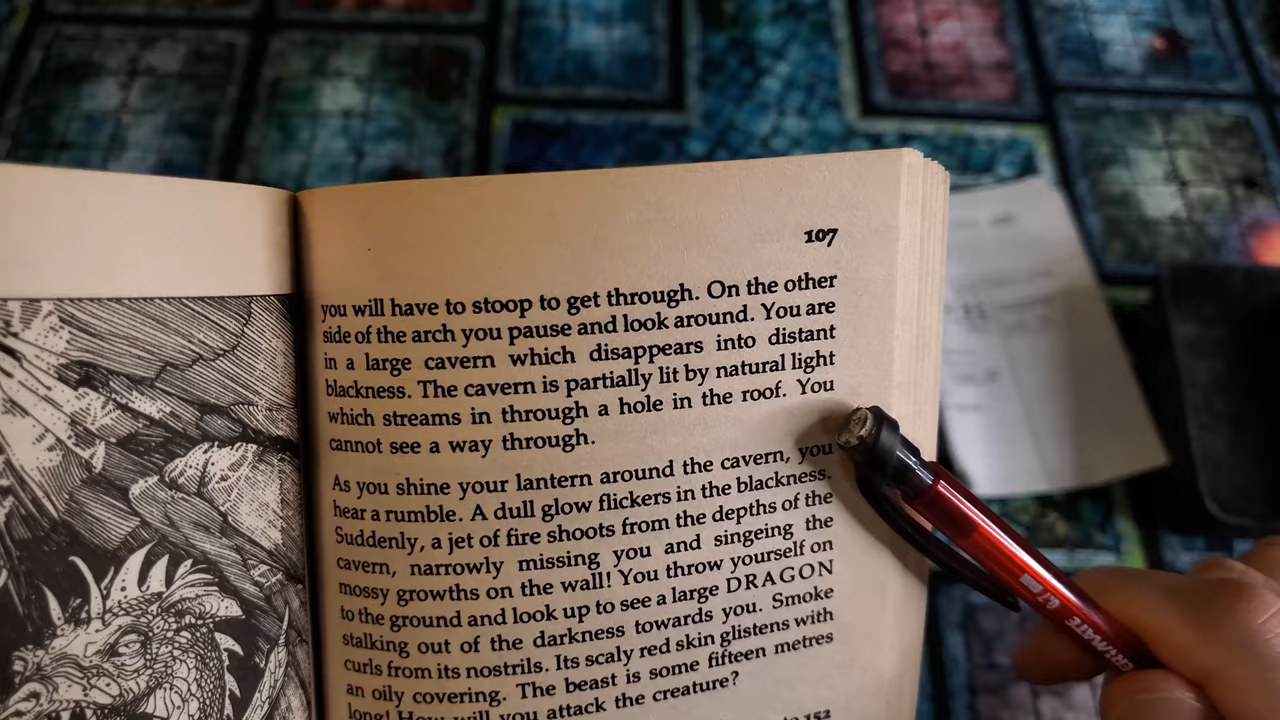 107
you will have to stoop to get through. On the other
side of the arch you pause and look around. You are
in a large cavern which disappears into distant
blackness. The cavern is partially lit by natural light
which streams in through a hole in the roof. You
cannot see a way through.
As you shine your lantern around the cavern, you
hear a rumble. A dull glow flickers in the blackness.
Suddenly, a jet of fire shoots from the depths of the
cavern, narrowly missing you and singeing the
mossy growths on the wall! You throw yourself on
to the ground and look up to see a large DRAGON
stalking out of the darkness towards you. Smoke
curls from its nostrils. Its scaly red skin glistens with
an oily covering. The beast is some fifteen metres
long! How will you attack the creature?
to 152
0.7
ERMATE